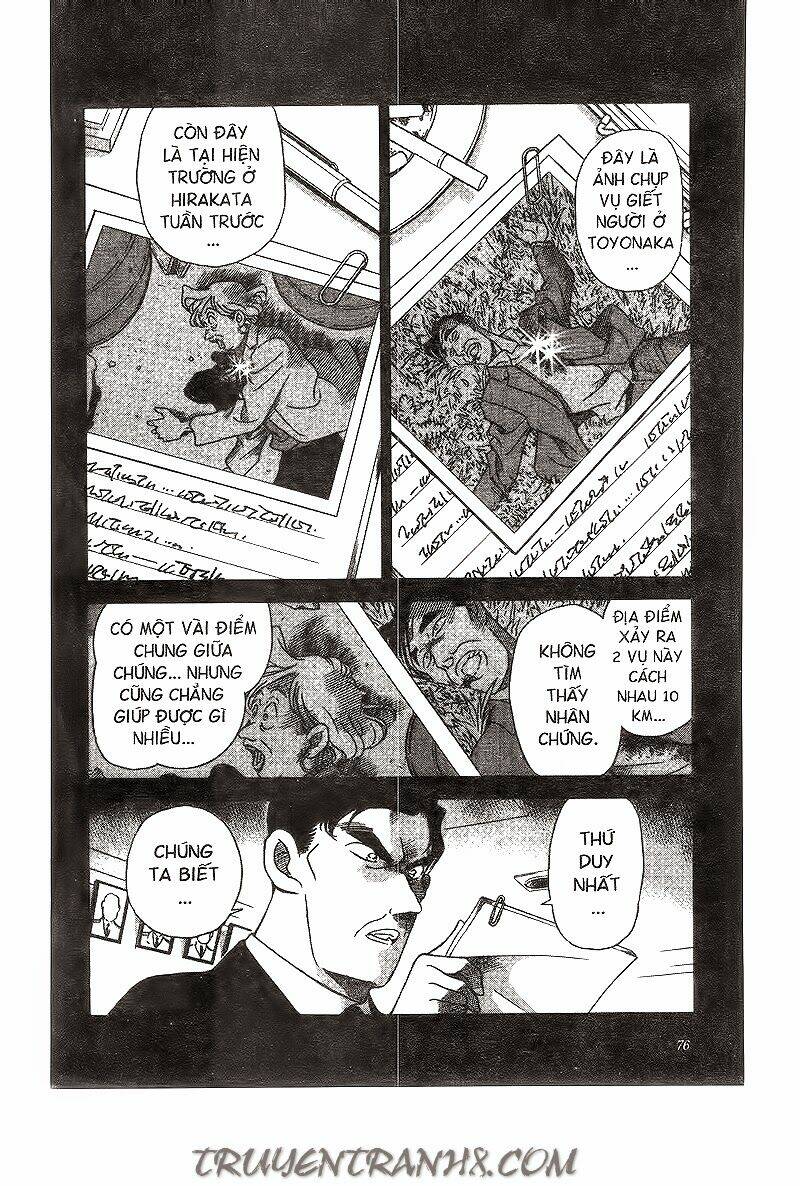 ĐÂY LÀ
ẢNH CHỤP
VỤ GIẾT
NGƯỜI Ở
TOYONAKA
...
CÒN ĐÂY
LÀ TẠI HIỆN
TRƯỜNG Ở
HIRAKATA
TUẦN TRƯỚC
...
ĐỊA ĐIỂM
XẢY RA
2 VỤ NÀY
CÁCH
NHAU 10
KM...
KHÔNG
TÌM
THẤY NHÂN
CHỨNG.
CÓ MỘT VÀI ĐIỂM
CHUNG GIỮA
CHÚNG... NHƯNG
CŨNG CHẲNG
GIÚP ĐƯỢC GÌ
NHIỀU...
THỨ
DUY
NHẤT
...
CHÚNG
TA BIẾT
...
76
TRUYENTRANH8.COM